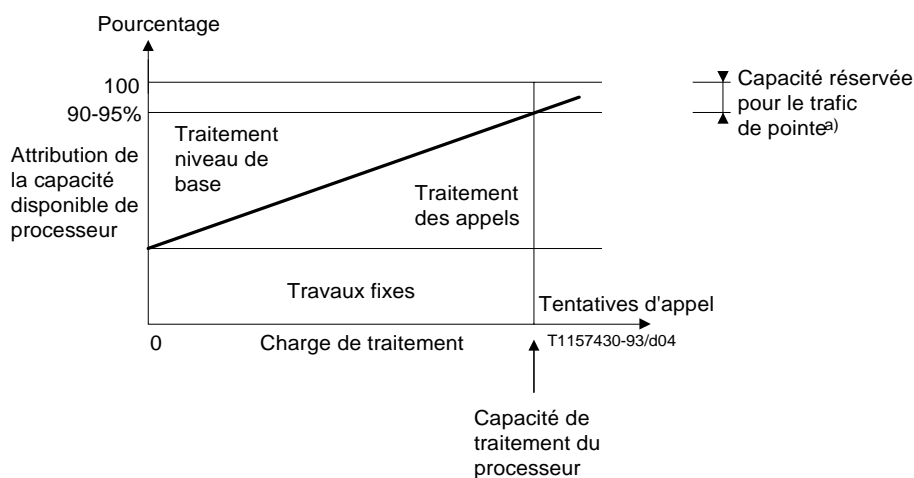 Pourcentage
100
90-95%
Attribution de
la capacité
disponible de
processeur
Traitement
niveau de
base
Traitement
des appels
Travaux fixes
Capacité réservée
pour le trafic
de pointea)
Tentatives d'appel
0
Charge de traitement
T1157430-93/d04
Capacité de
traitement du
processeur